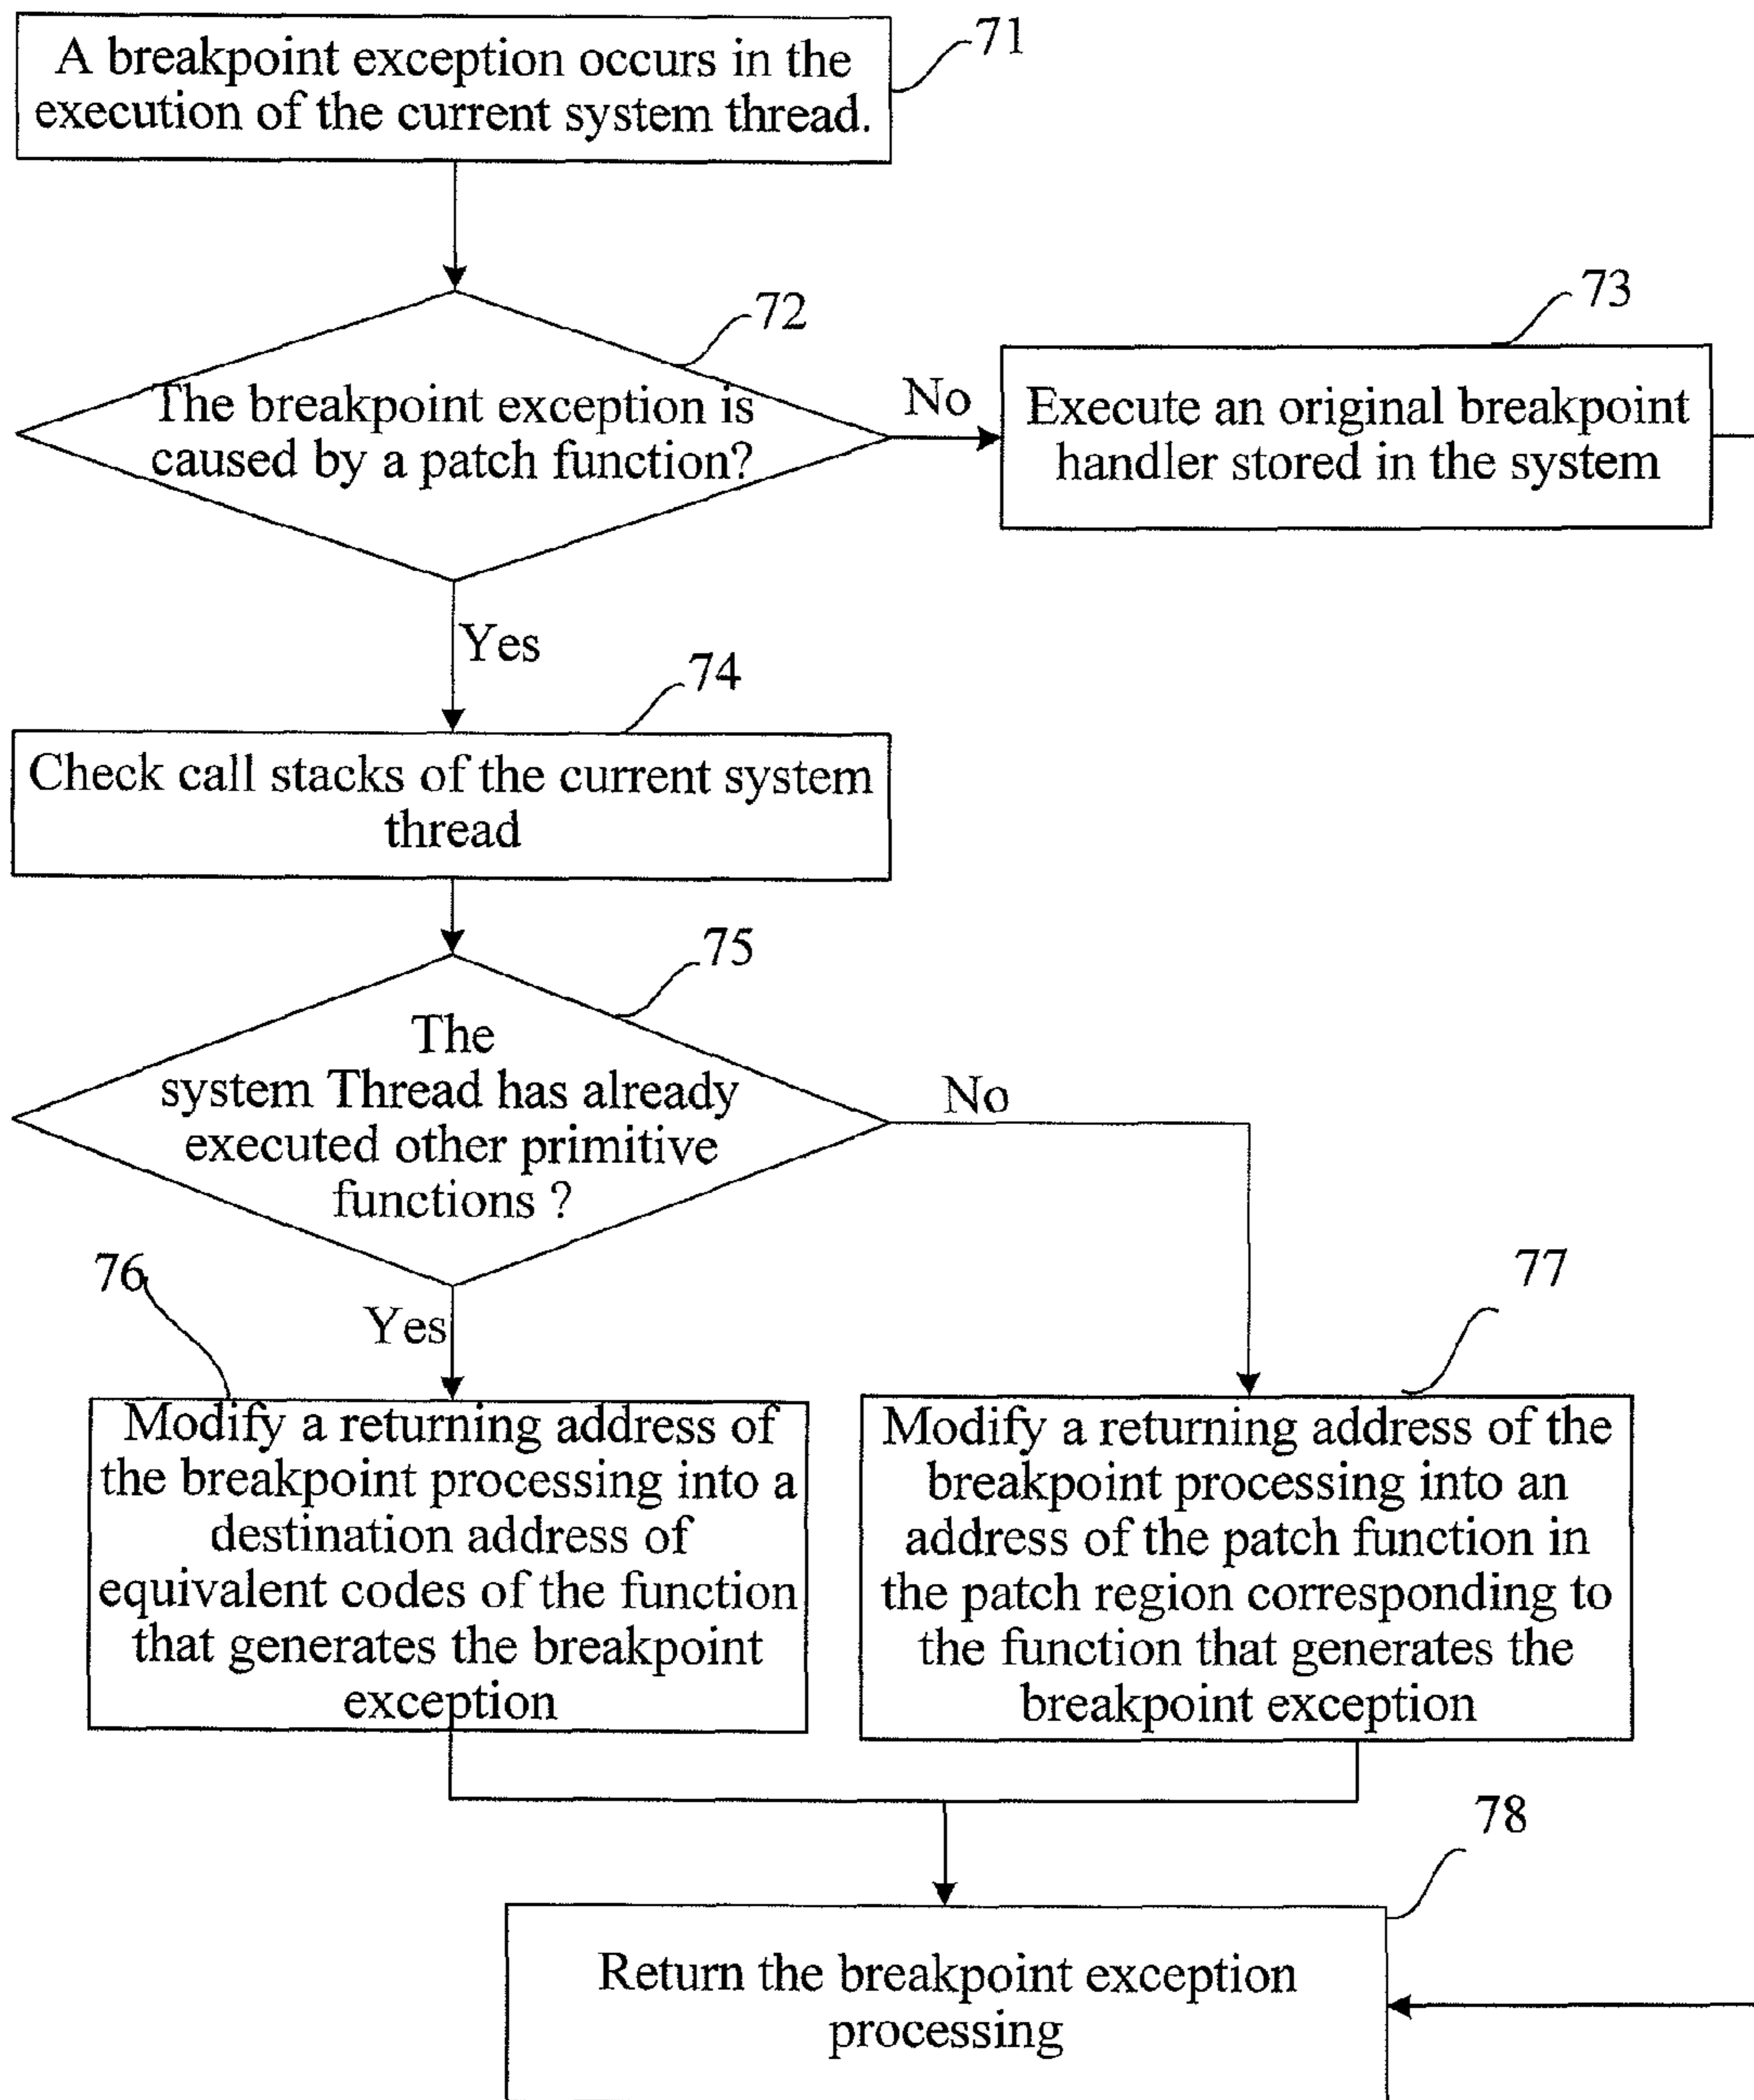 A breakpoint exception occurs in the
execution of the current system thread.
71
72
The breakpoint exception is
caused by a patch function?
No
73
Execute an original breakpoint
handler stored in the system
Yes
74
Check call stacks of the current system
thread
75
The
system Thread has already
executed other primitive
functions ?
No
76
Yes
77
Modify a returning address of
the breakpoint processing into a
destination address of
equivalent codes of the function
that generates the breakpoint
exception
Modify a returning address of the
breakpoint processing into an
address of the patch function in
the patch region corresponding to
the function that generates the
breakpoint exception
78
Return the breakpoint exception
processing